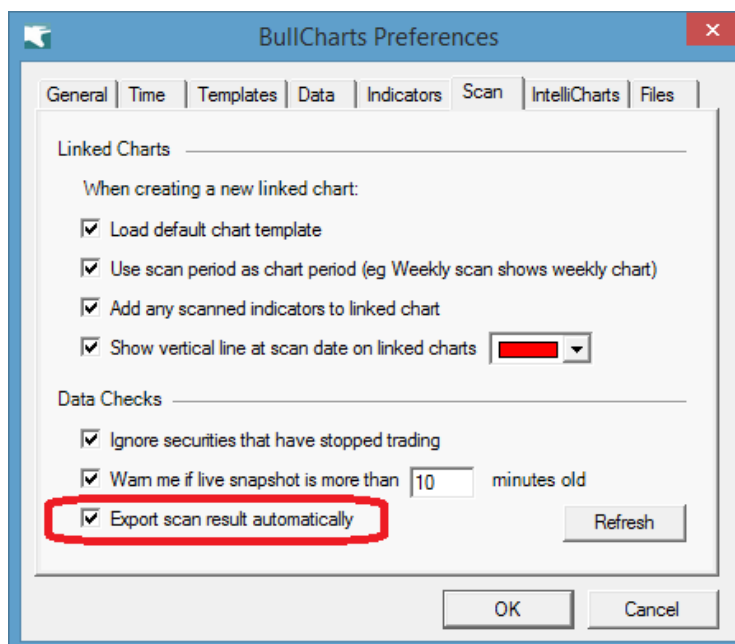 BullCharts Preferences
General Time Templates Data Indicators Scan IntelliCharts Files
Linked Charts
When creating a new linked chart:
Load default chart template
Use scan period as chart period (eg Weekly scan shows weekly chart)
Add any scanned indicators to linked chart
Show vertical line at scan date on linked charts
Data Checks
Ignore securities that have stopped trading
Warn me if live snapshot is more than 10 minutes old
Export scan result automatically Refresh
OK Cancel